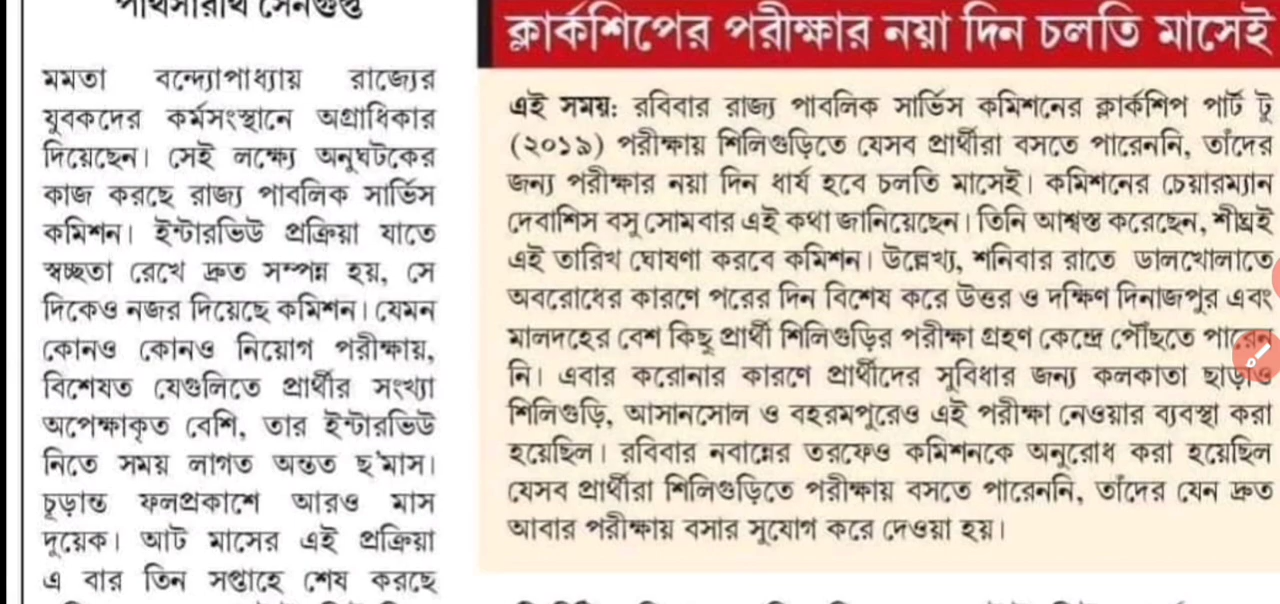 পার্থসারথি সেনগুপ্ত
মমতা বন্দ্যোপাধ্যায় রাজ্যের
যুবকদের কর্মসংস্থানে অগ্রাধিকার
দিয়েছেন। সেই লক্ষ্যে অনুঘটকের
কাজ করছে রাজ্য পাবলিক সার্ভিস
কমিশন। ইন্টারভিউ প্রক্রিয়া যাতে
স্বচ্ছতা রেখে দ্রুত সম্পন্ন হয়, সে
দিকেও নজর দিয়েছে কমিশন। যেমন
কোনও কোনও নিয়োগ পরীক্ষায়,
বিশেষত যেগুলিতে প্রার্থীর সংখ্যা
অপেক্ষাকৃত বেশি, তার ইন্টারভিউ
নিতে সময় লাগত অন্তত ছ'মাস।
চূড়ান্ত ফলপ্রকাশে আরও মাস
দুয়েক। আট মাসের এই প্রক্রিয়া
এ বার তিন সপ্তাহে শেষ করছে
ক্লার্কশিপের পরীক্ষার নয়া দিন চলতি মাসেই
এই সময়: রবিবার রাজ্য পাবলিক সার্ভিস কমিশনের ক্লার্কশিপ পার্ট টু
(২০১৯) পরীক্ষায় শিলিগুড়িতে যেসব প্রার্থীরা বসতে পারেননি, তাঁদের
জন্য পরীক্ষার নয়া দিন ধার্য হবে চলতি মাসেই। কমিশনের চেয়ারম্যান
দেবাশিস বসু সোমবার এই কথা জানিয়েছেন। তিনি আশ্বস্ত করেছেন, শীঘ্রই
এই তারিখ ঘোষণা করবে কমিশন। উল্লেখ্য, শনিবার রাতে ডালখোলাতে
অবরোধের কারণে পরের দিন বিশেষ করে উত্তর ও দক্ষিণ দিনাজপুর এবং
মালদহের বেশ কিছু প্রার্থী শিলিগুড়ির পরীক্ষা গ্রহণ কেন্দ্রে পৌঁছতে পারেন
নি। এবার করোনার কারণে প্রার্থীদের সুবিধার জন্য কলকাতা ছাড়াও
শিলিগুড়ি, আসানসোল ও বহরমপুরেও এই পরীক্ষা নেওয়ার ব্যবস্থা করা
হয়েছিল। রবিবার নবান্নের তরফেও কমিশনকে অনুরোধ করা হয়েছিল
যেসব প্রার্থীরা শিলিগুড়িতে পরীক্ষায় বসতে পারেননি, তাঁদের যেন দ্রুত
আবার পরীক্ষায় বসার সুযোগ করে দেওয়া হয়।